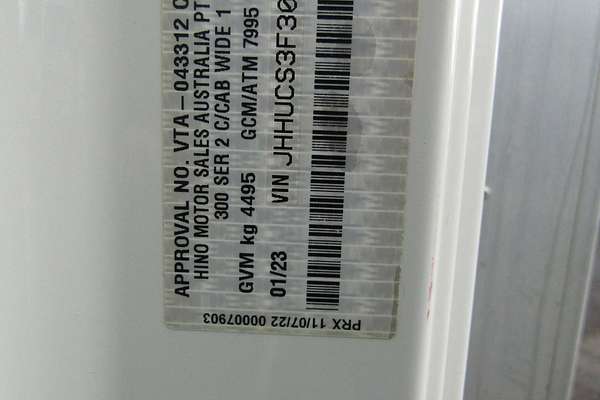 APPROVAL NO. VTA-043312
HINO MOTOR SALES AUSTRALIA
300 SER 2 C/CAB WIDE 1
GVM kg 4495 GCM/ATM 7995
01/23 VIN JHHUCS3F30
PRX 11/07/22 00007903